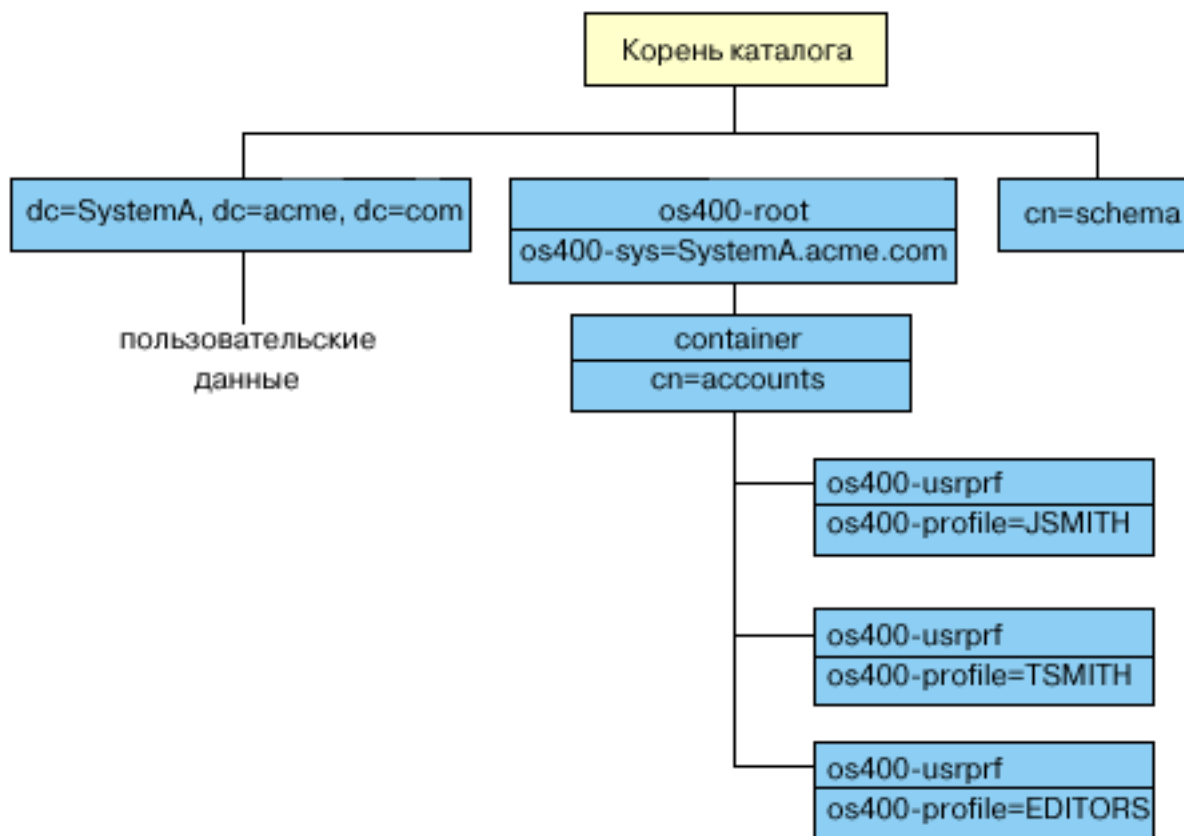 Корень каталога
dc=SystemA, dc=acme, dc=com
os400-root
os400-sys=SystemA.acme.com
cn=schema
пользовательские
данные
container
cn=accounts
os400-usrprf
os400-profile=JSMITH
os400-usrprf
os400-profile=TSMITH
os400-usrprf
os400-profile=EDITORS